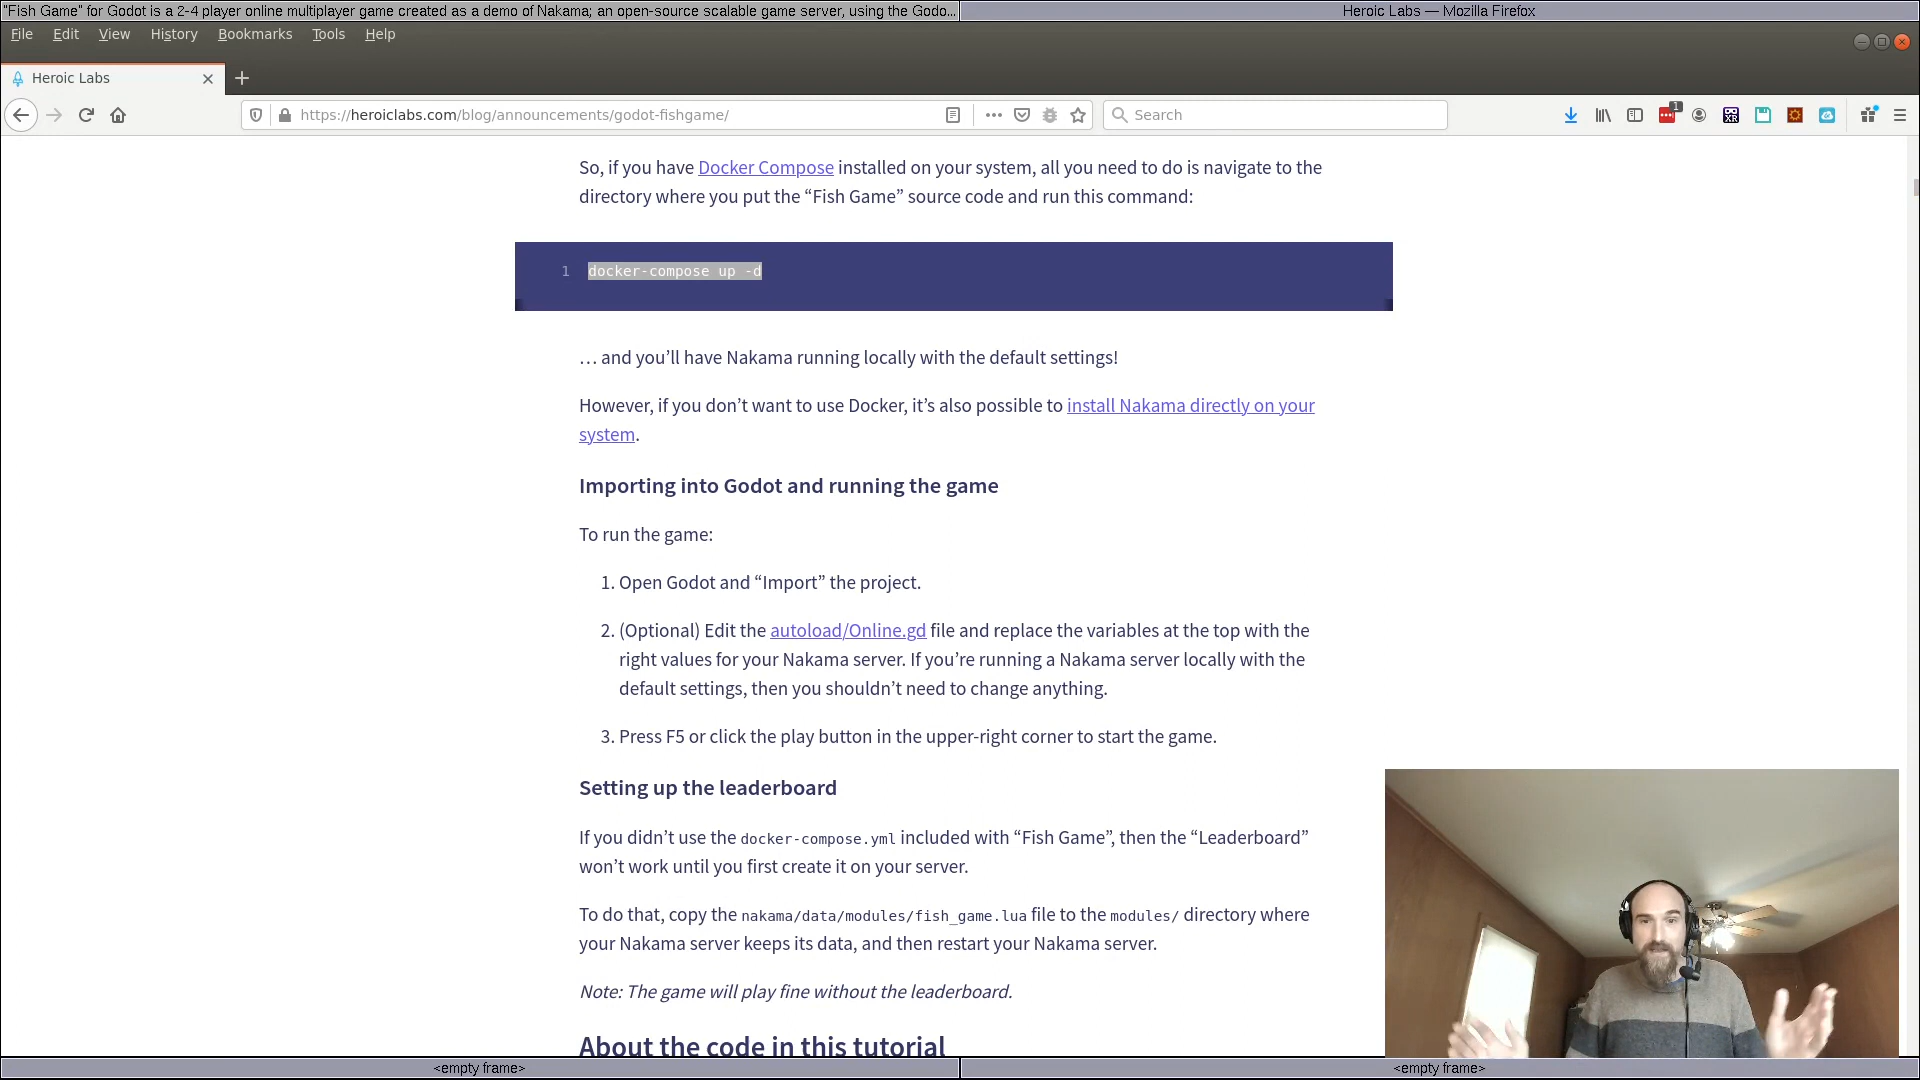 "Fish Game" for Godot is a 2-4 player online multiplayer game created as a demo of Nakama; an open-source scalable game server, using the Godo...
Heroic Labs — Mozilla Firefox
File Edit View History Bookmarks Tools Help
Heroic Labs
https://heroiclabs.com/blog/announcements/godot-fishgame/
Search
1
So, if you have Docker Compose installed on your system, all you need to do is navigate to the
directory where you put the “Fish Game” source code and run this command:
1 docker-compose up -d
… and you’ll have Nakama running locally with the default settings!
However, if you don’t want to use Docker, it’s also possible to install Nakama directly on your
system.
Importing into Godot and running the game
To run the game:
1. Open Godot and “Import” the project.
2. (Optional) Edit the autoload/Online.gd file and replace the variables at the top with the
right values for your Nakama server. If you’re running a Nakama server locally with the
default settings, then you shouldn’t need to change anything.
3. Press F5 or click the play button in the upper-right corner to start the game.
Setting up the leaderboard
If you didn’t use the docker-compose.yml included with “Fish Game”, then the “Leaderboard”
won’t work until you first create it on your server.
To do that, copy the nakama/data/modules/fish_game.lua file to the modules/ directory where
your Nakama server keeps its data, and then restart your Nakama server.
Note: The game will play fine without the leaderboard.
About the code in this tutorial
<empty frame>
<empty frame>